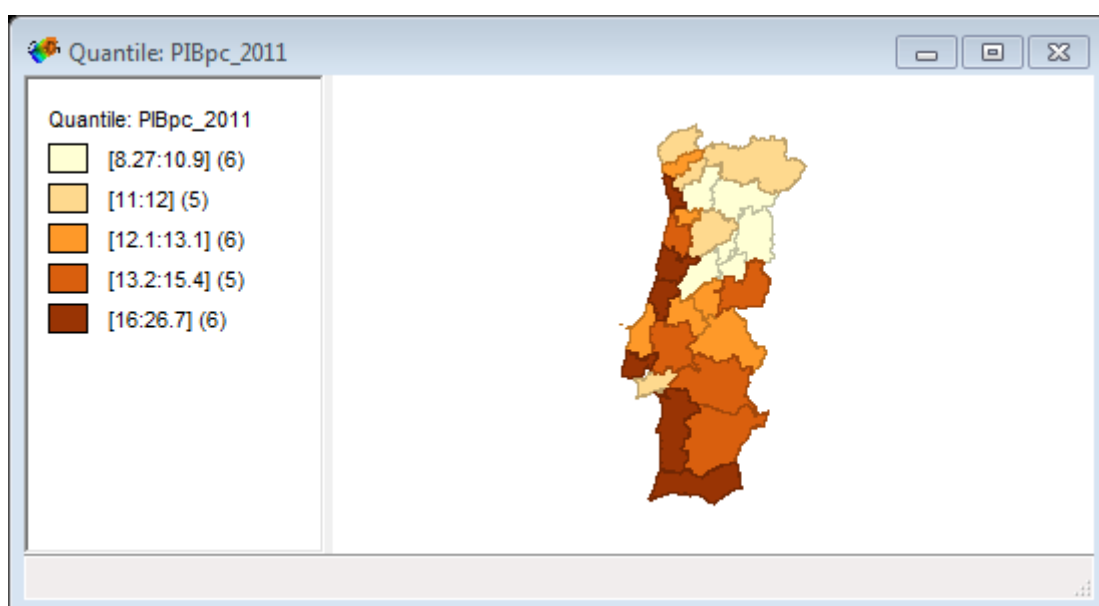 Quantile: PIBpc_2011
Quantile: PIBpc_2011
[8.27:10.9] (6)
[11:12] (5)
[12.1:13.1] (6)
[13.2:15.4] (5)
[16:26.7] (6)